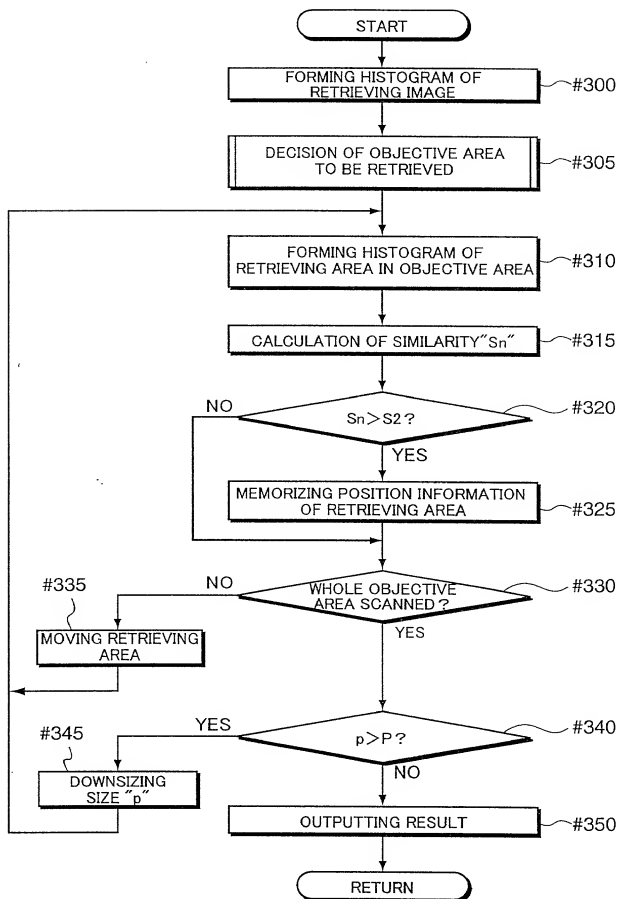 START
FORMING HISTOGRAM OF
RETRIEVING IMAGE
#300
DECISION OF OBJECTIVE AREA
TO BE RETRIEVED
#305
FORMING HISTOGRAM OF
RETRIEVING AREA IN OBJECTIVE AREA
#310
CALCULATION OF SIMILARITY"Sn"
#315
NO
Sn>S2?
#320
YES
MEMORIZING POSITION INFORMATION
OF RETRIEVING AREA
#325
#335
NO
WHOLE OBJECTIVE
AREA SCANNED?
#330
MOVING RETRIEVING
AREA
YES
#345
YES
p>P?
#340
NO
DOWNSIZING
SIZE "p"
OUTPUTTING RESULT
#350
RETURN